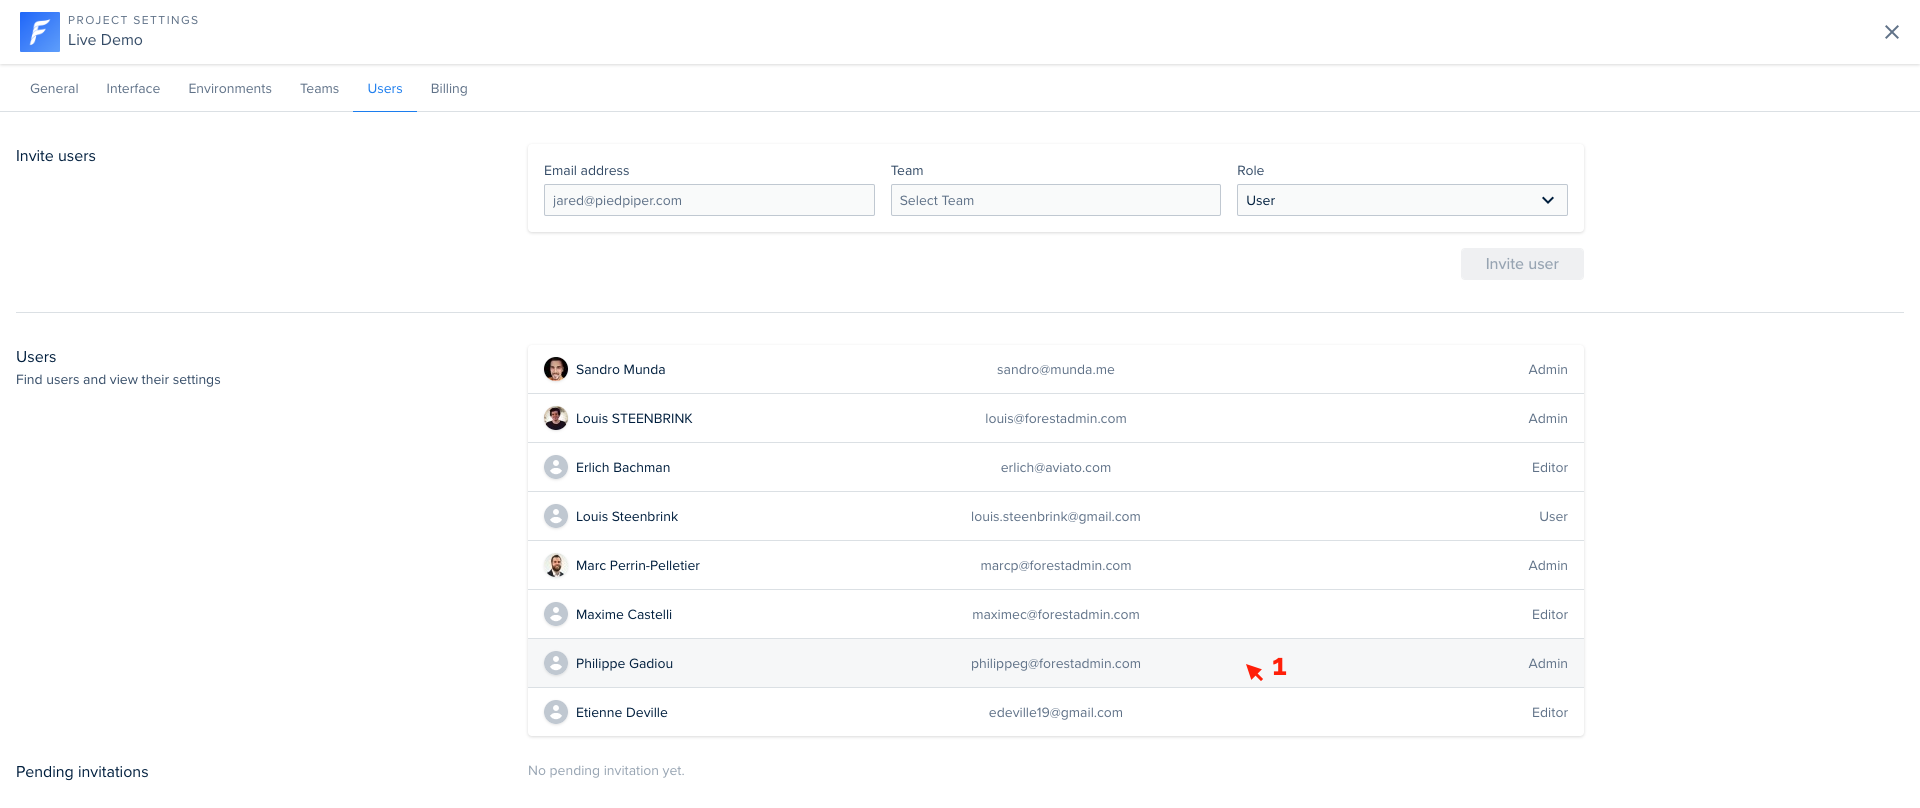 PROJECT SETTINGS
Live Demo
General Interface Environments Teams Users Billing
Invite users
Email address Team Role
jared@piedpiper.com Select Team User
Invite user
Users
Find users and view their settings
Sandro Munda sandro@munda.me Admin
Louis STEENBRINK louis@forestadmin.com Admin
Erlich Bachman erlich@aviato.com Editor
Louis Steenbrink louis.steenbrink@gmail.com User
Marc Perrin-Pelletier marcp@forestadmin.com Admin
Maxime Castelli maximec@forestadmin.com Editor
Philippe Gadiou philippeg@forestadmin.com 1 Admin
Etienne Deville edeville19@gmail.com Editor
Pending invitations No pending invitation yet.